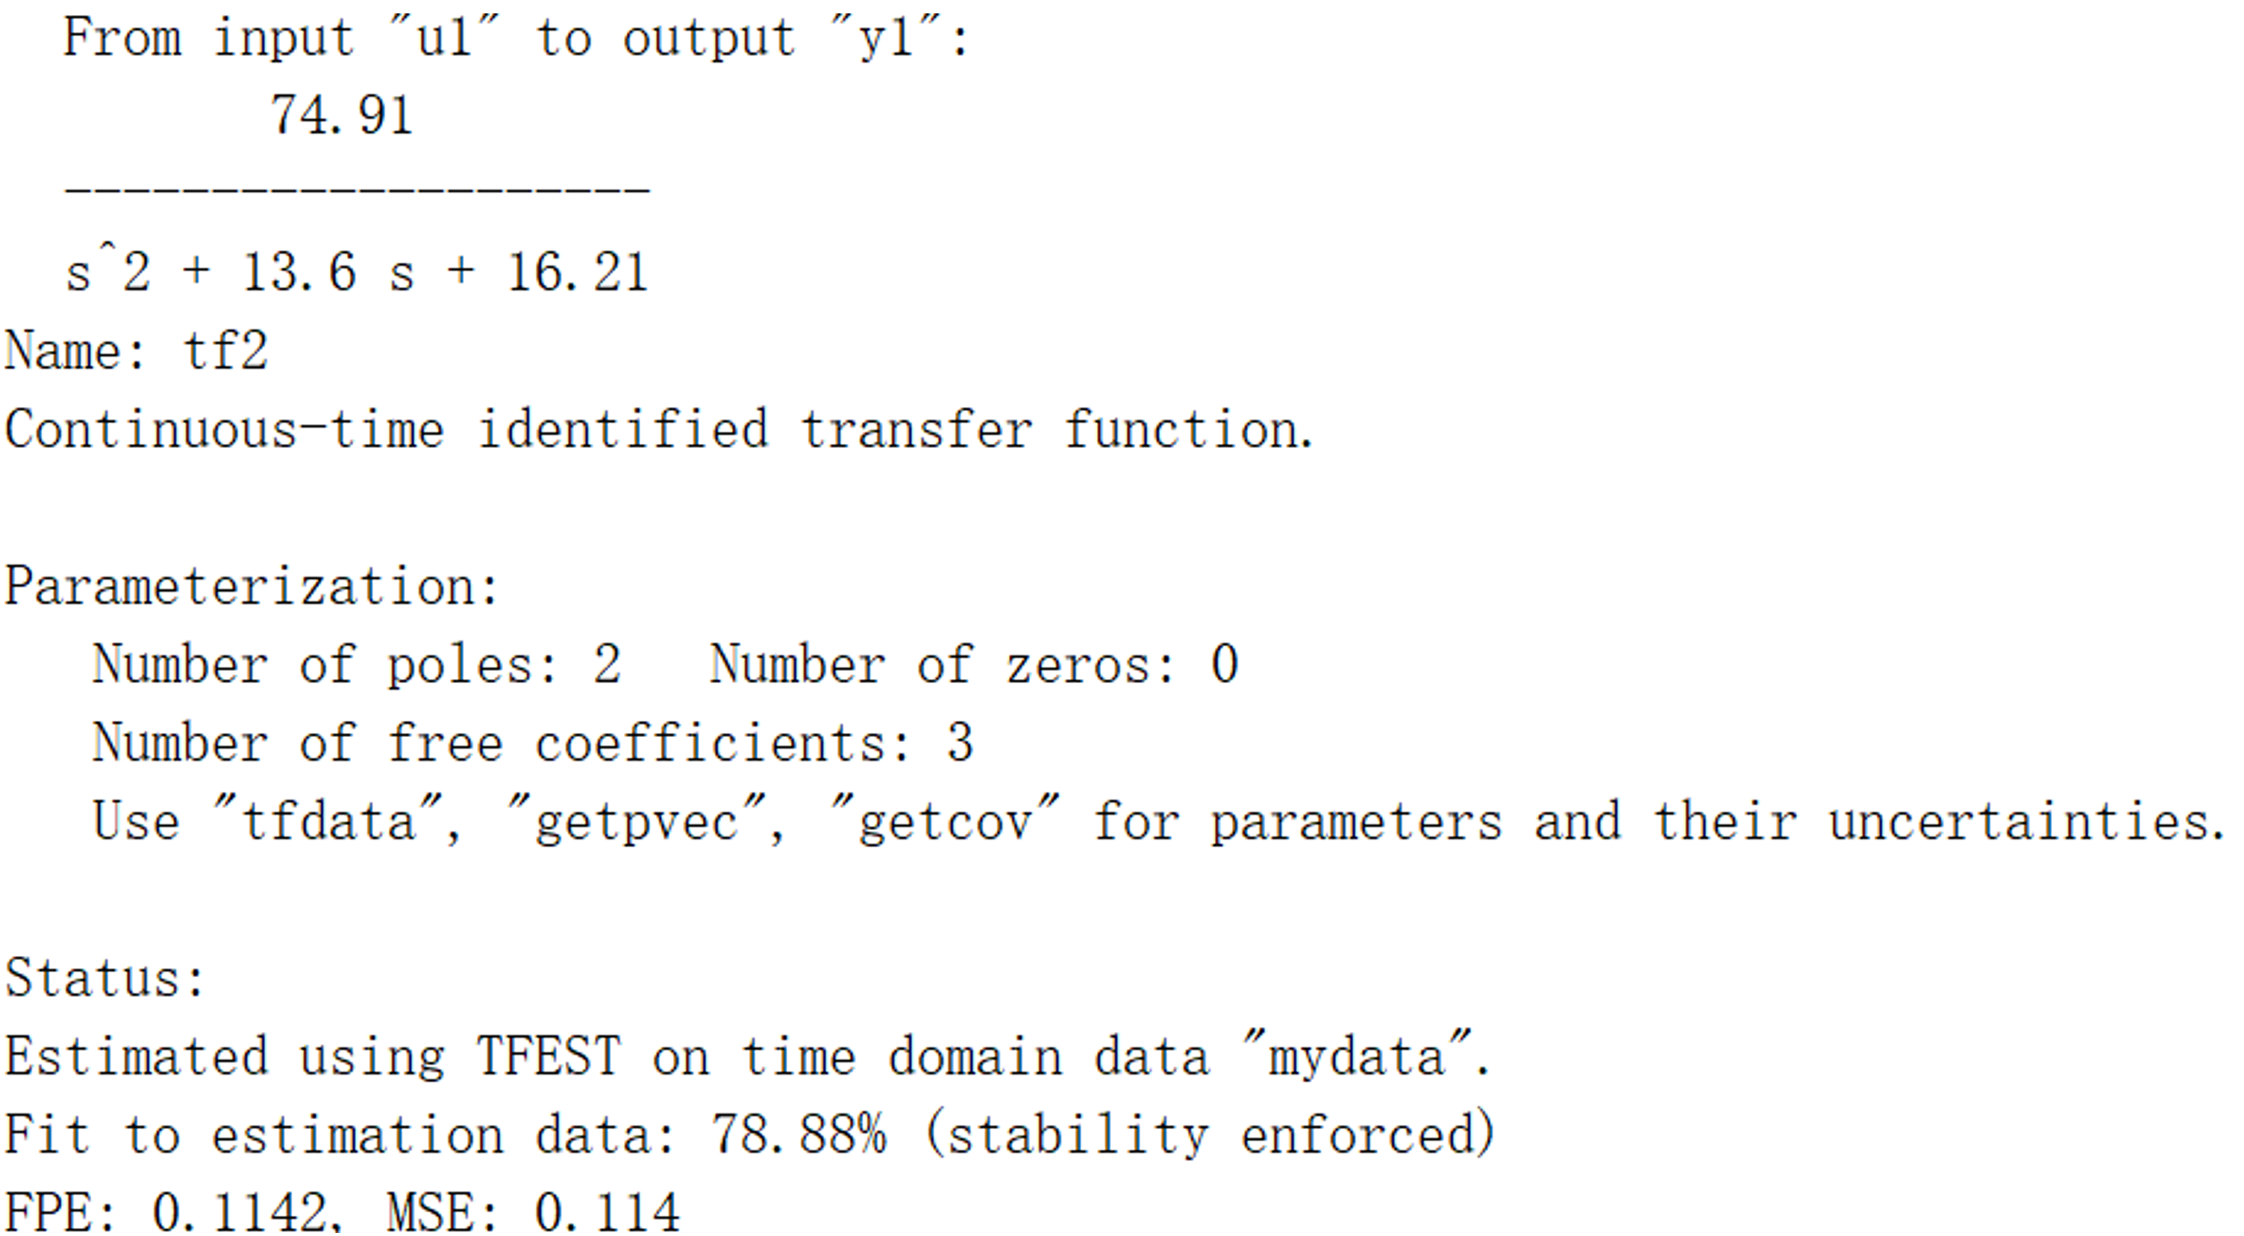 From input "u1" to output "y1":
74.91
--------------------
s^2 + 13.6 s + 16.21
Name: tf2
Continuous-time identified transfer function.
Parameterization:
Number of poles: 2   Number of zeros: 0
Number of free coefficients: 3
Use "tfdata", "getpvec", "getcov" for parameters and their uncertainties.
Status:
Estimated using TFEST on time domain data "mydata".
Fit to estimation data: 78.88% (stability enforced)
FPE: 0.1142, MSE: 0.114